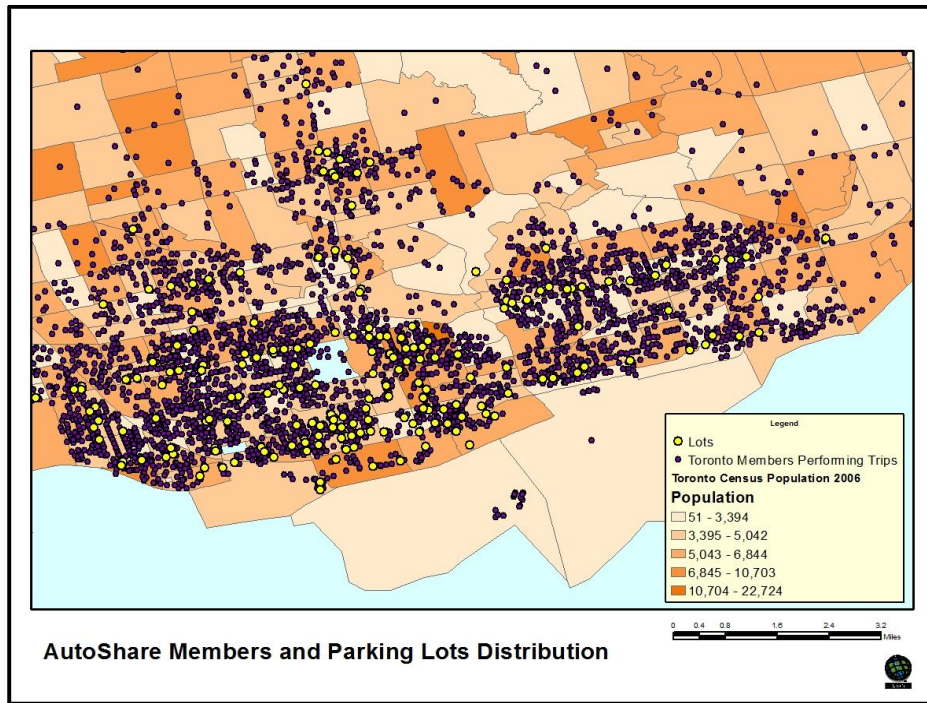 Legend
Lots
Toronto Members Performing Trips
Toronto Census Population 2006
Population
51 - 3,394
3,395 - 5,042
5,043 - 6,844
6,845 - 10,703
10,704 - 22,724
0 0.4 0.8 1.6 2.4 3.2
Miles
AutoShare Members and Parking Lots Distribution